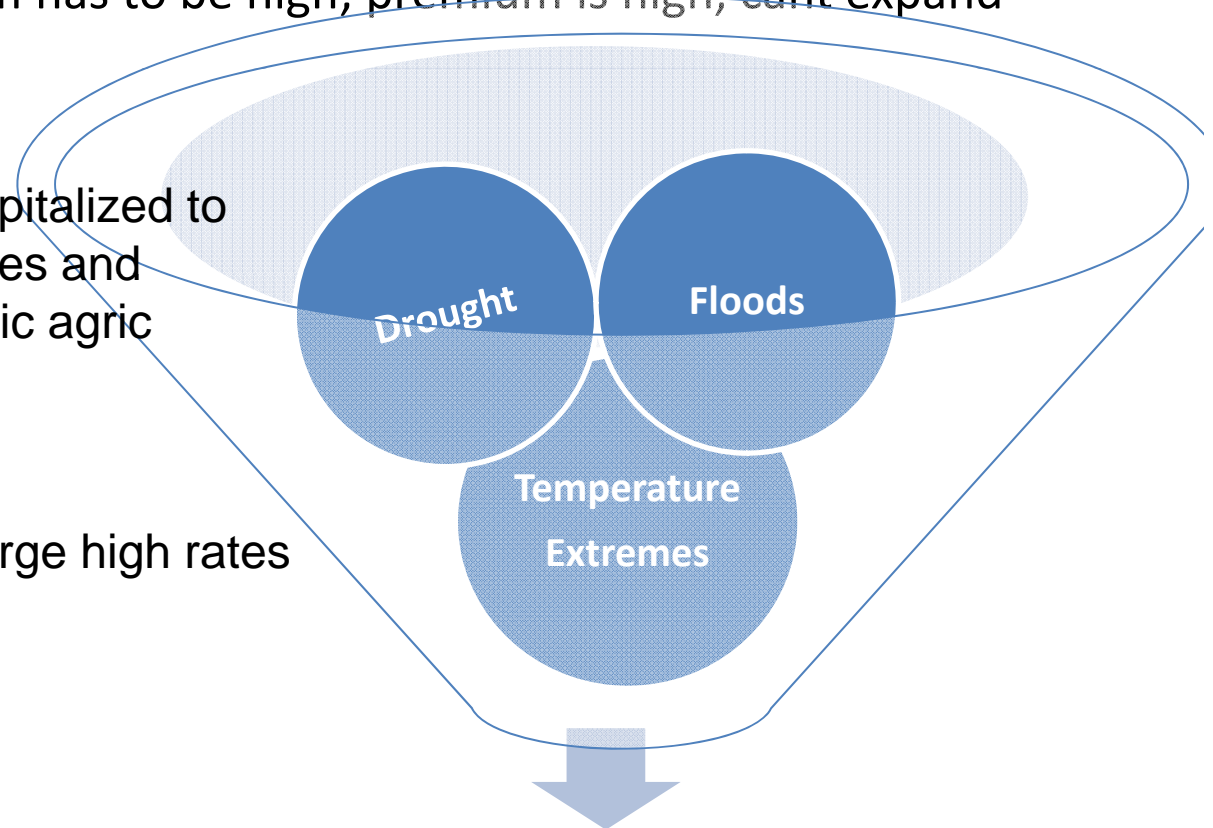 has to be high, premium is high, cant expand
pitalized to
es and
ic agric
rge high rates
Drought
Floods
Temperature
Extremes